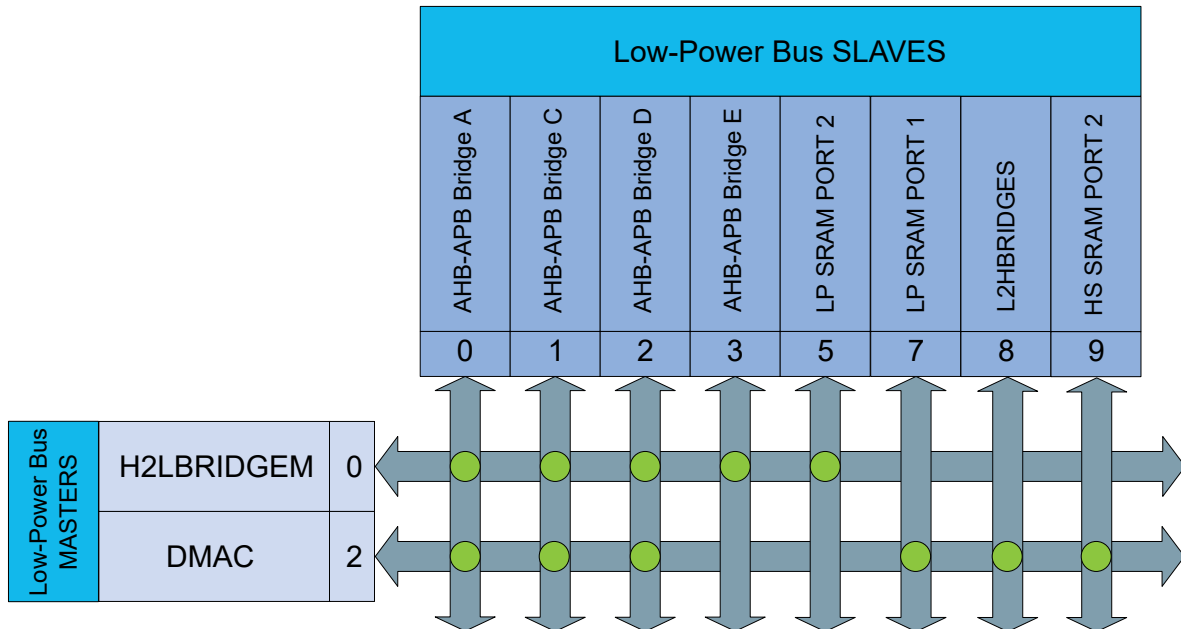 Low-Power Bus SLAVES
AHB-APB Bridge A
AHB-APB Bridge C
AHB-APB Bridge D
AHB-APB Bridge E
LP SRAM PORT 2
LP SRAM PORT 1
L2HBRIDGES
HS SRAM PORT 2
0 1 2 3 5 7 8 9
Low-Power Bus
MASTERS
H2LBRIDGEM 0
DMAC 2